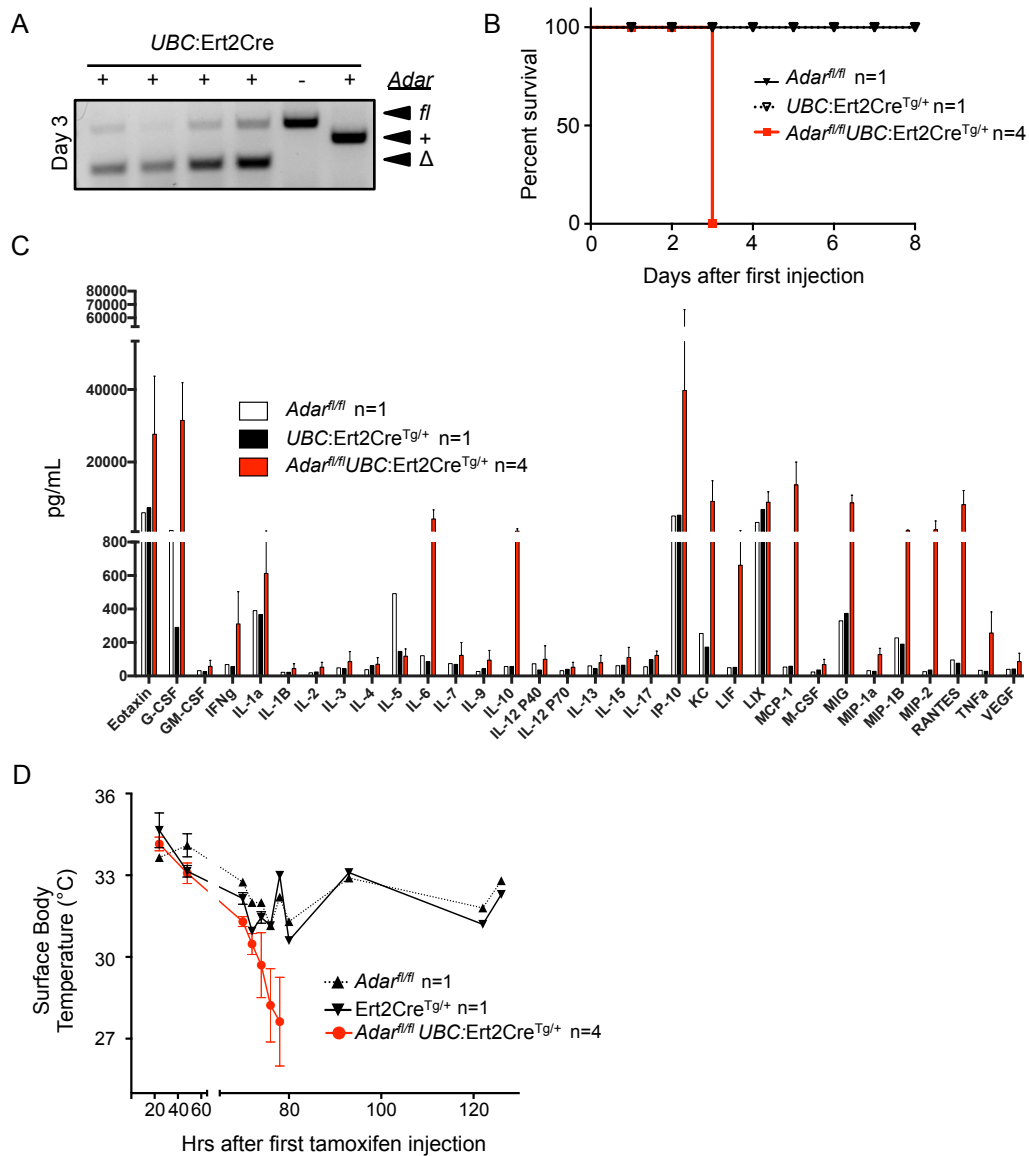 A
UBC:Ert2Cre
+ + + + - + Adar
Day 3
fl
+
Δ
B
Percent survival
100
50
0
0 2 4 6 8
Days after first injection
Adarfl/fl n=1
UBC:Ert2CreTg/+ n=1
Adarfl/flUBC:Ert2CreTg/+ n=4
C
pg/mL
80000
70000
60000
40000
20000
800
600
400
200
0
Adarfl/fl n=1
UBC:Ert2CreTg/+ n=1
Adarfl/flUBC:Ert2CreTg/+ n=4
Eotaxin
G-CSF
GM-CSF
IFNg
IL-1a
IL-1B
IL-2
IL-3
IL-4
IL-5
IL-6
IL-7
IL-9
IL-10
IL-12 P40
IL-12 P70
IL-13
IL-15
IL-17
IP-10
KC
LIF
LIX
MCP-1
M-CSF
MIG
MIP-1a
MIP-1B
MIP-2
RANTES
TNFa
VEGF
D
Surface Body
Temperature (°C)
36
33
30
27
20 40 60 80 100 120
Hrs after first tamoxifen injection
Adarfl/fl n=1
Ert2CreTg/+ n=1
Adarfl/fl UBC:Ert2CreTg/+ n=4